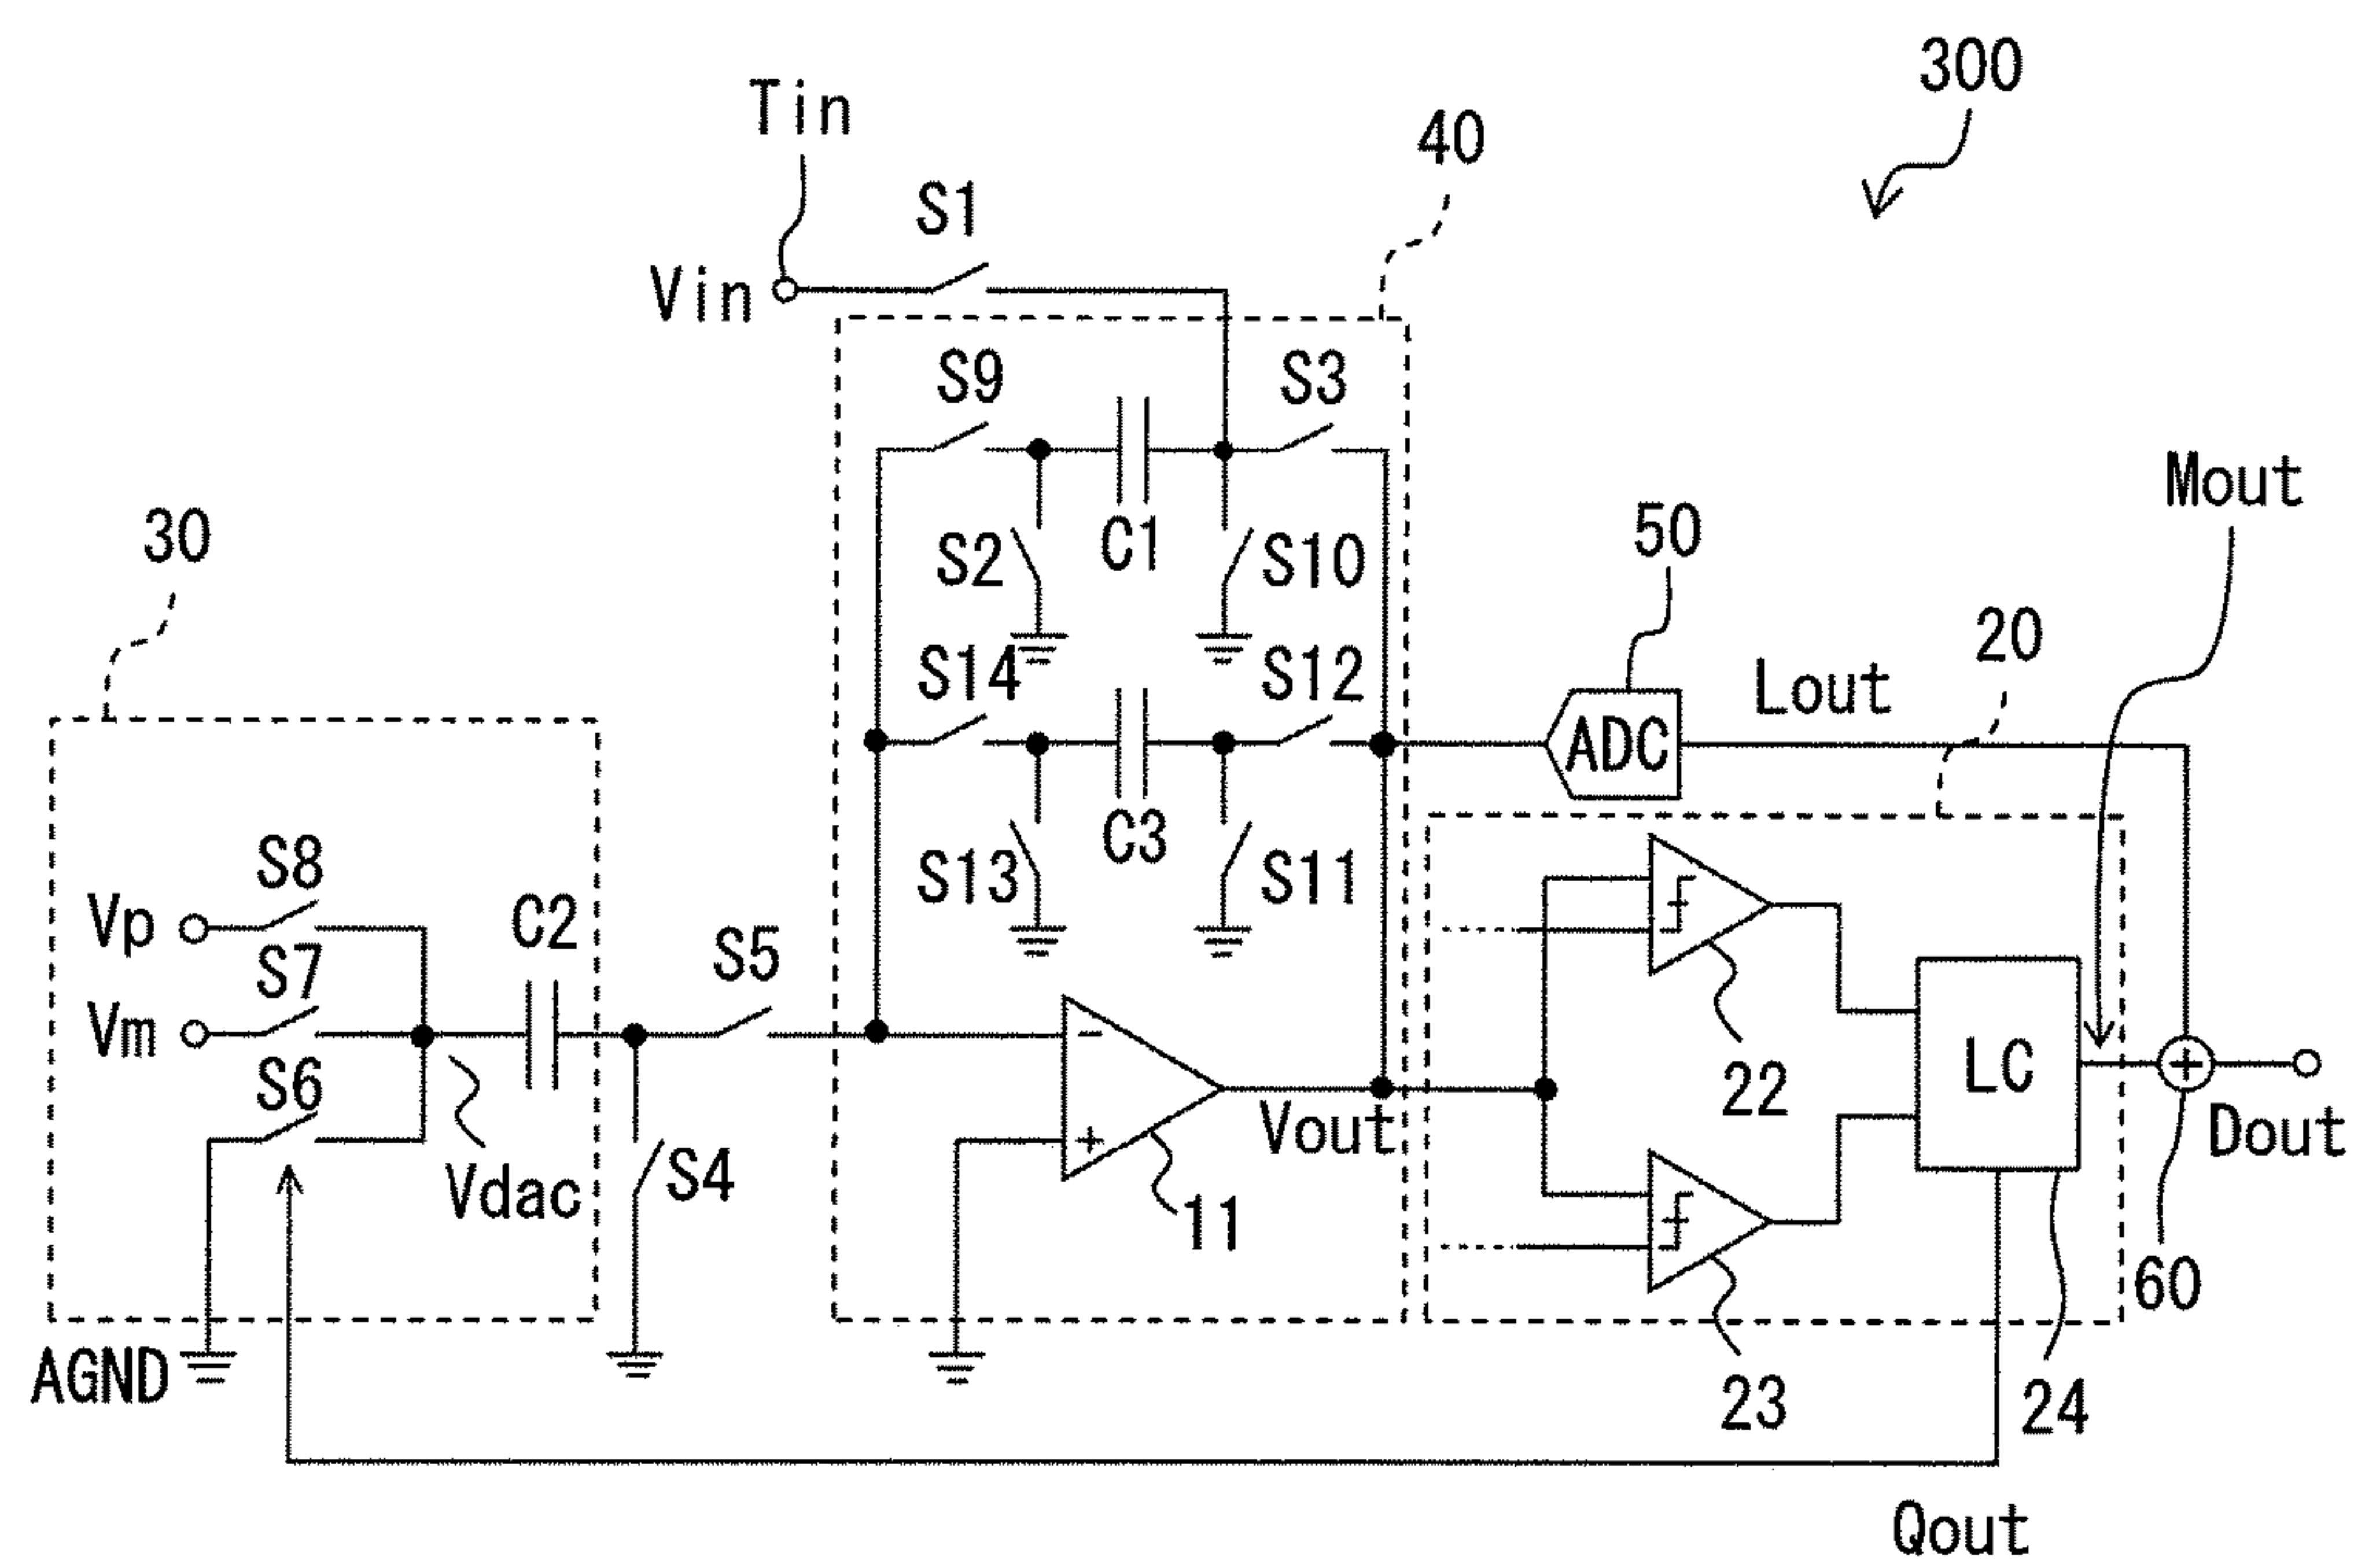 300
Tin
40
S1
Vin
S9
S3
Mout
30
50
S2
C1
S10
20
S14
S12
Lout
ADC
S8
S13
C3
S11
Vp
C2
S7
S5
Vm
-
LC
+
S6
22
Vout
Dout
Vdac
S4
+
11
60
AGND
23
24
Qout